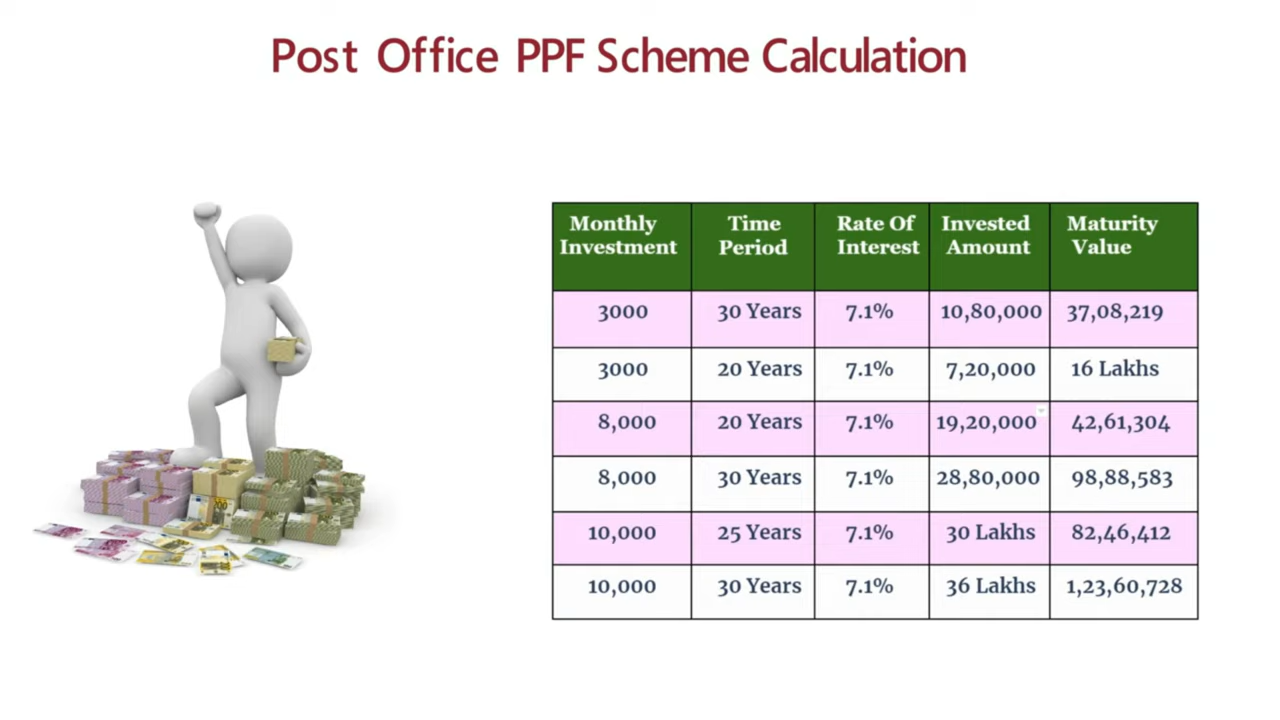 Post Office PPF Scheme Calculation
Monthly Investment Time Period Rate Of Interest Invested Amount Maturity Value
3000 30 Years 7.1% 10,80,000 37,08,219
3000 20 Years 7.1% 7,20,000 16 Lakhs
8,000 20 Years 7.1% 19,20,000 42,61,304
8,000 30 Years 7.1% 28,80,000 98,88,583
10,000 25 Years 7.1% 30 Lakhs 82,46,412
10,000 30 Years 7.1% 36 Lakhs 1,23,60,728